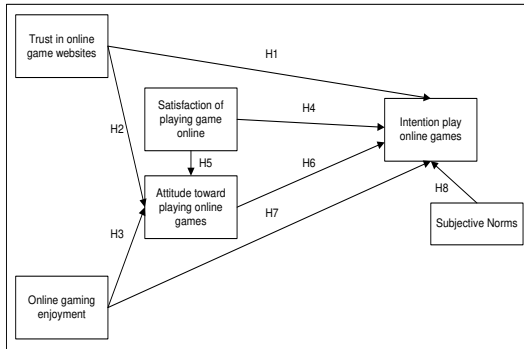 Trust in online
game websites
H1
Satisfaction of
playing game
online
H4
Intention play
online games
H2
H5
H6
Attitude toward
playing online
games
H7
H8
Subjective Norms
H3
Online gaming
enjoyment